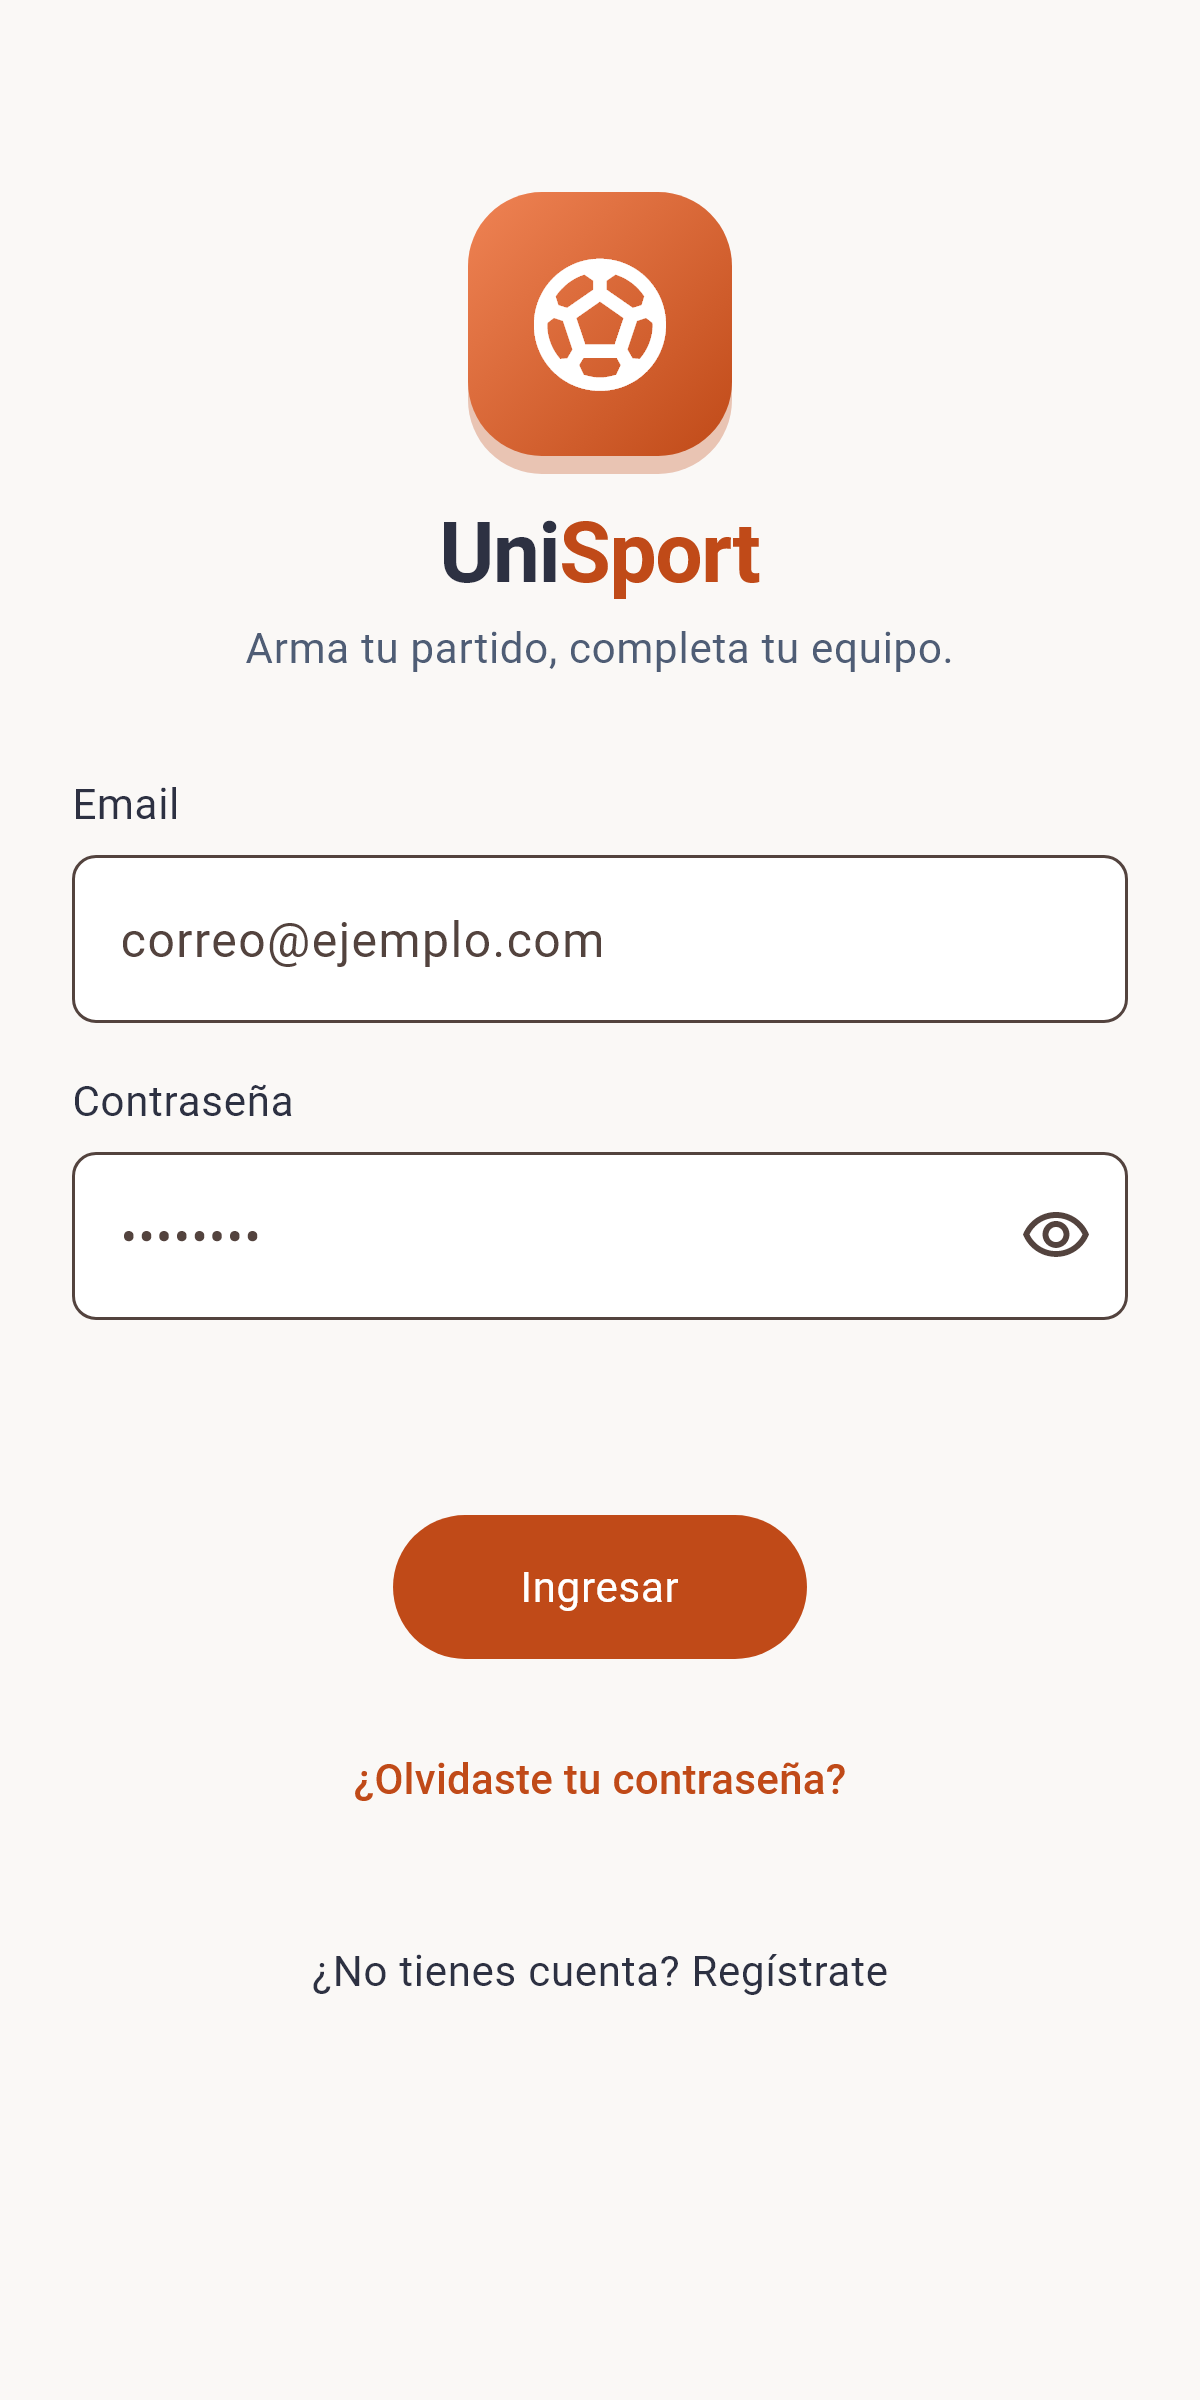 UniSport
Arma tu partido, completa tu equipo.
Email
correo@ejemplo.com
Contraseña
••••••••
Ingresar
¿Olvidaste tu contraseña?
¿No tienes cuenta? Regístrate